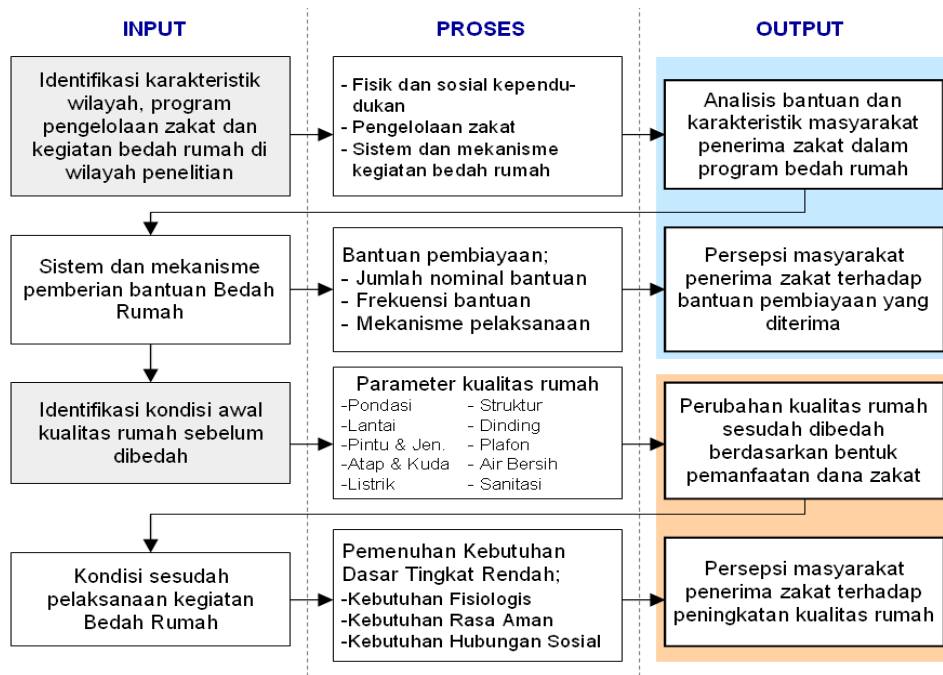 INPUT
PROSES
OUTPUT
Identifikasi karakteristik
wilayah, program
pengelolaan zakat dan
kegiatan bedah rumah di
wilayah penelitian
- Fisik dan sosial kependu-
dukan
- Pengelolaan zakat
- Sistem dan mekanisme
kegiatan bedah rumah
Analisis bantuan dan
karakteristik masyarakat
penerima zakat dalam
program bedah rumah
Sistem dan mekanisme
pemberian bantuan Bedah
Rumah
Bantuan pembiayaan;
- Jumlah nominal bantuan
- Frekuensi bantuan
- Mekanisme pelaksanaan
Persepsi masyarakat
penerima zakat terhadap
bantuan pembiayaan yang
diterima
Identifikasi kondisi awal
kualitas rumah sebelum
dibedah
Parameter kualitas rumah
-Pondasi - Struktur
-Lantai - Dinding
-Pintu & Jen. - Plafon
-Atap & Kuda - Air Bersih
-Listrik - Sanitasi
Perubahan kualitas rumah
sesudah dibedah
berdasarkan bentuk
pemanfaatan dana zakat
Kondisi sesudah
pelaksanaan kegiatan
Bedah Rumah
Pemenuhan Kebutuhan
Dasar Tingkat Rendah;
-Kebutuhan Fisiologis
-Kebutuhan Rasa Aman
-Kebutuhan Hubungan Sosial
Persepsi masyarakat
penerima zakat terhadap
peningkatan kualitas rumah